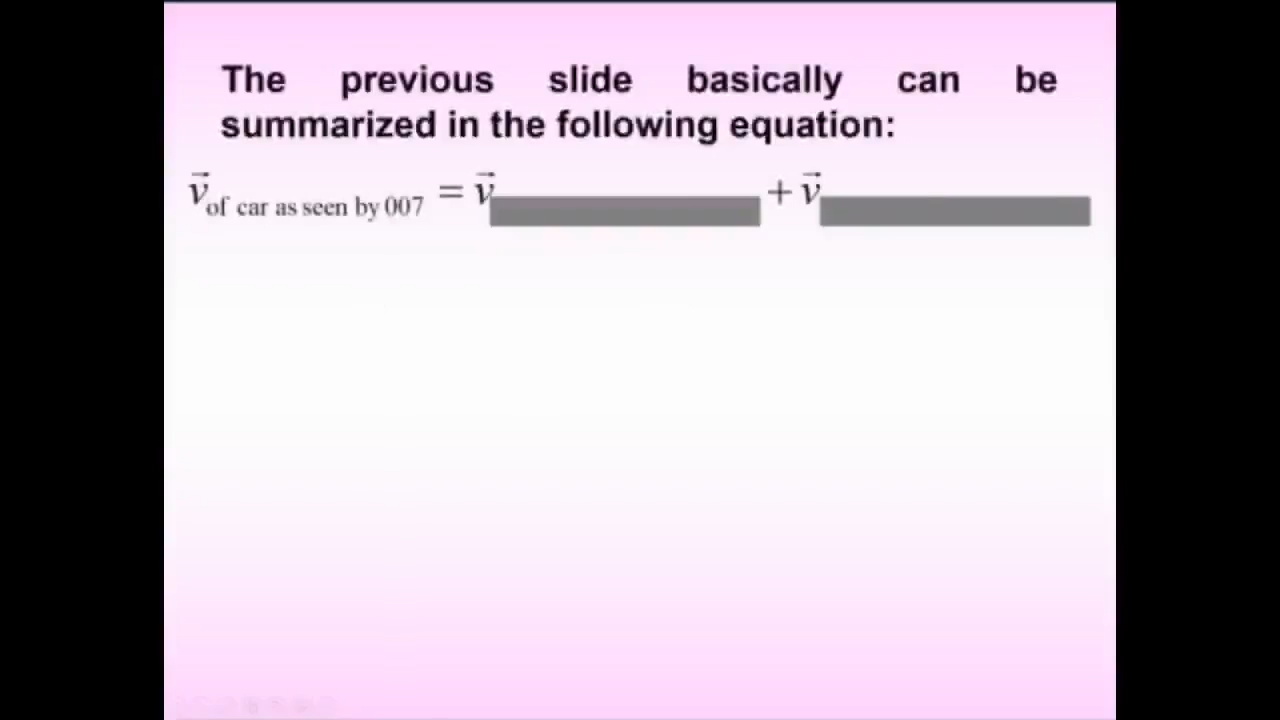 The previous slide basically can be
summarized in the following equation:
v⃗ of car as seen by 007 = v⃗ + v⃗